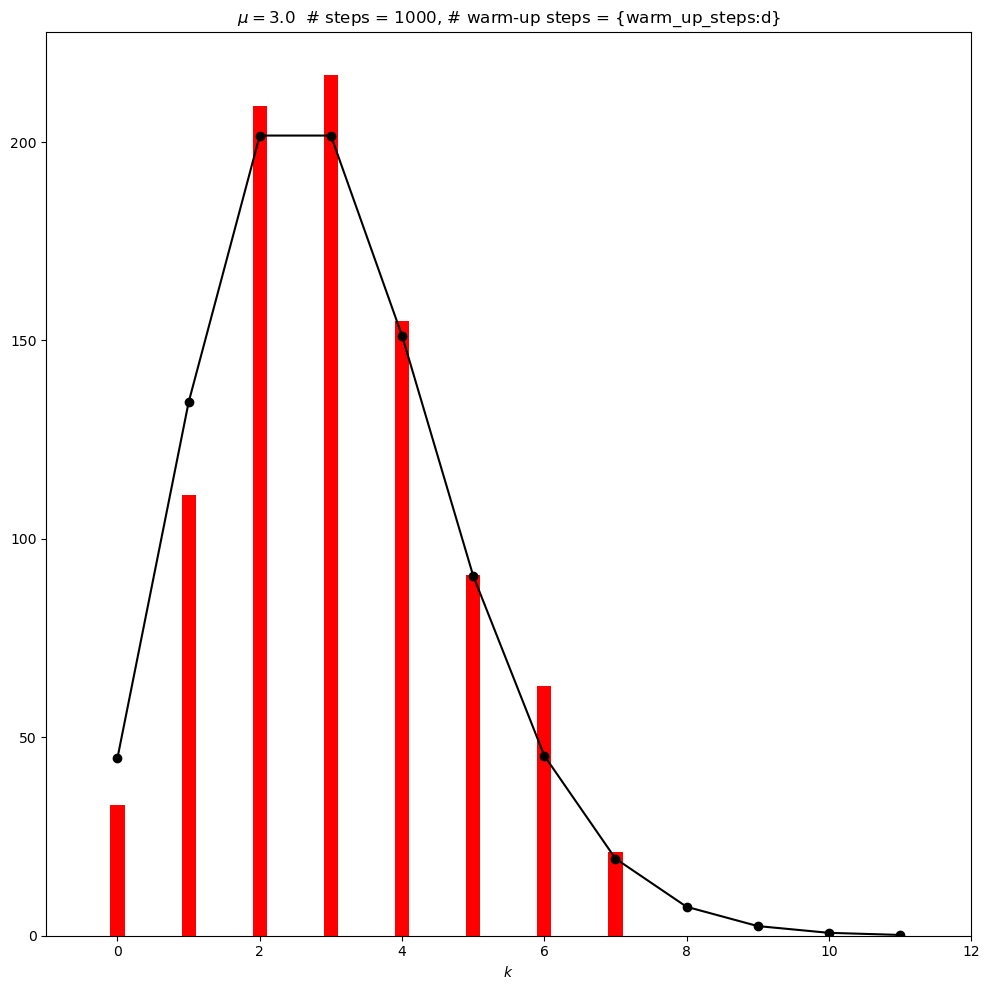 μ = 3.0 # steps = 1000, # warm-up steps = {warm_up_steps:d}
200
150
100
50
0
0 2 4 6 8 10 12
k